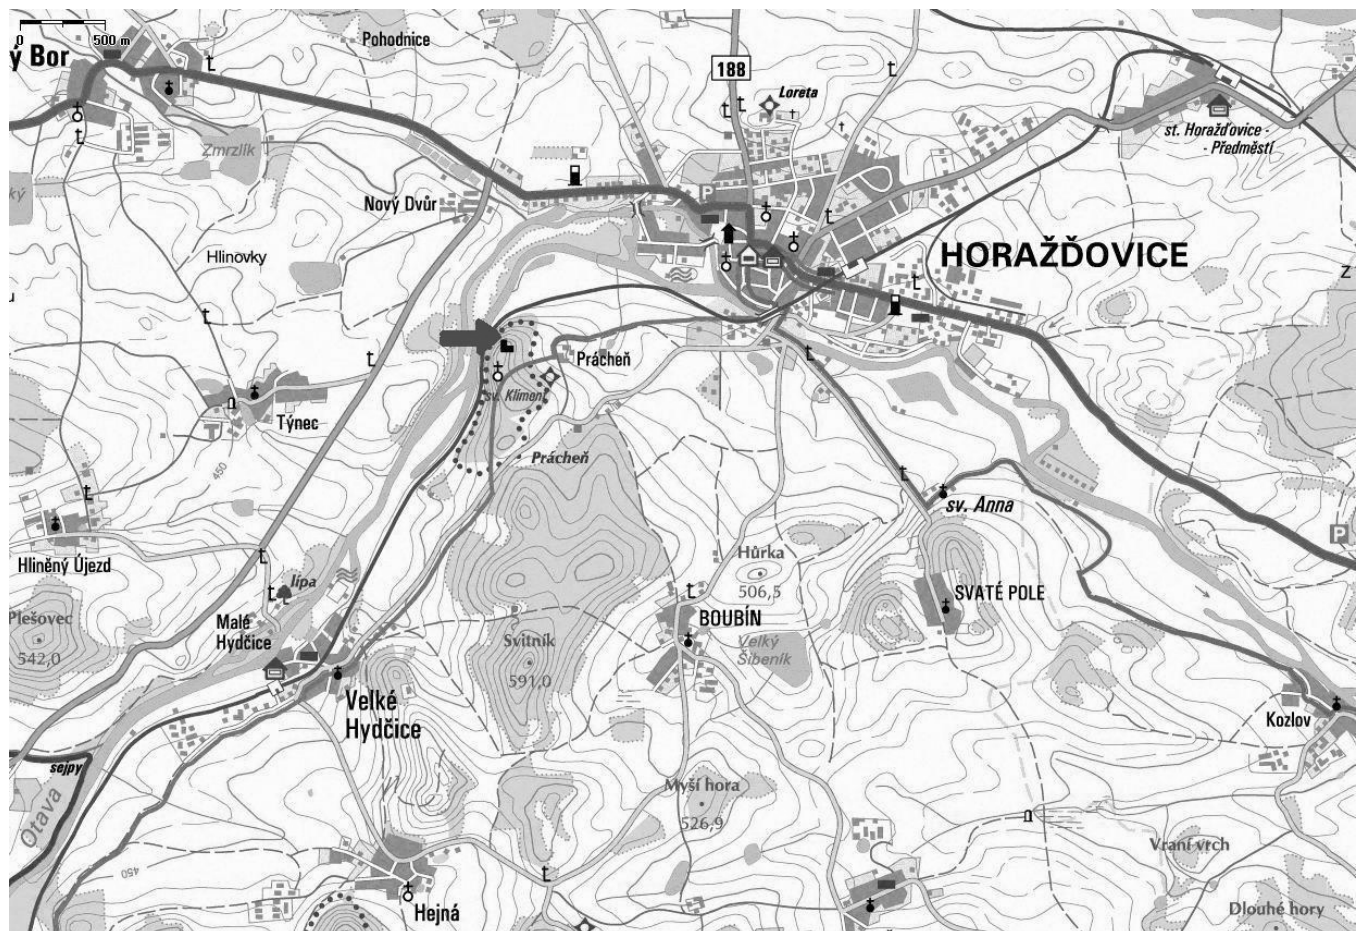 0
500 m
ý Bor
Pohodnice
188
Loreta
st. Horažďovice -
- Předměstí
Zmrzlík
ký
Nový Dvůr
P
Hlinovky
HORAŽĎOVICE
Z
Prácheň
sv. Kliment
Týnec
Prácheň
450
sv. Anna
P
Hliněný Újezd
lípa
Hůrka
506,5
SVATÉ POLE
Plešovec
542,0
Malé
Hydčice
BOUBÍN
Svitník
591,0
Velký
Šibeník
Velké
Hydčice
Kozlov
sejpy
Otava
Myší hora
526,9
Vraní vrch
450
Hejná
Dlouhé hory